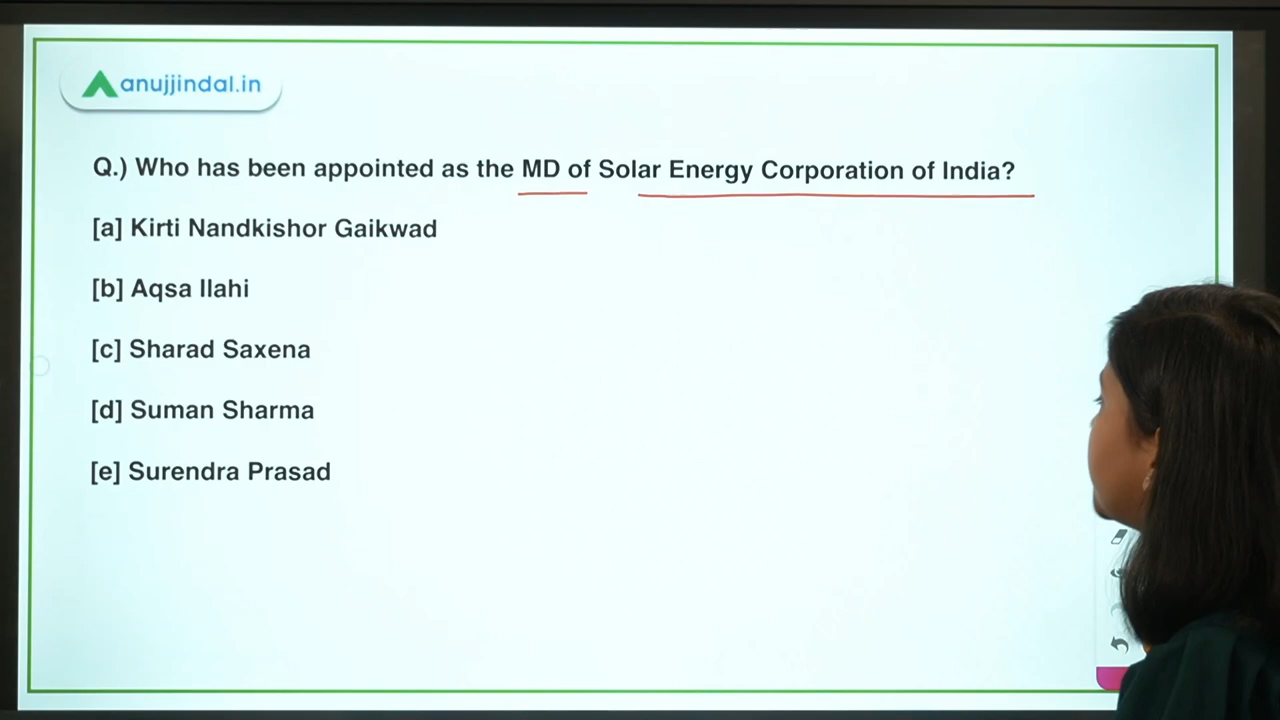 anujjindal.in
Q.) Who has been appointed as the MD of Solar Energy Corporation of India?
[a] Kirti Nandkishor Gaikwad
[b] Aqsa Ilahi
[c] Sharad Saxena
[d] Suman Sharma
[e] Surendra Prasad